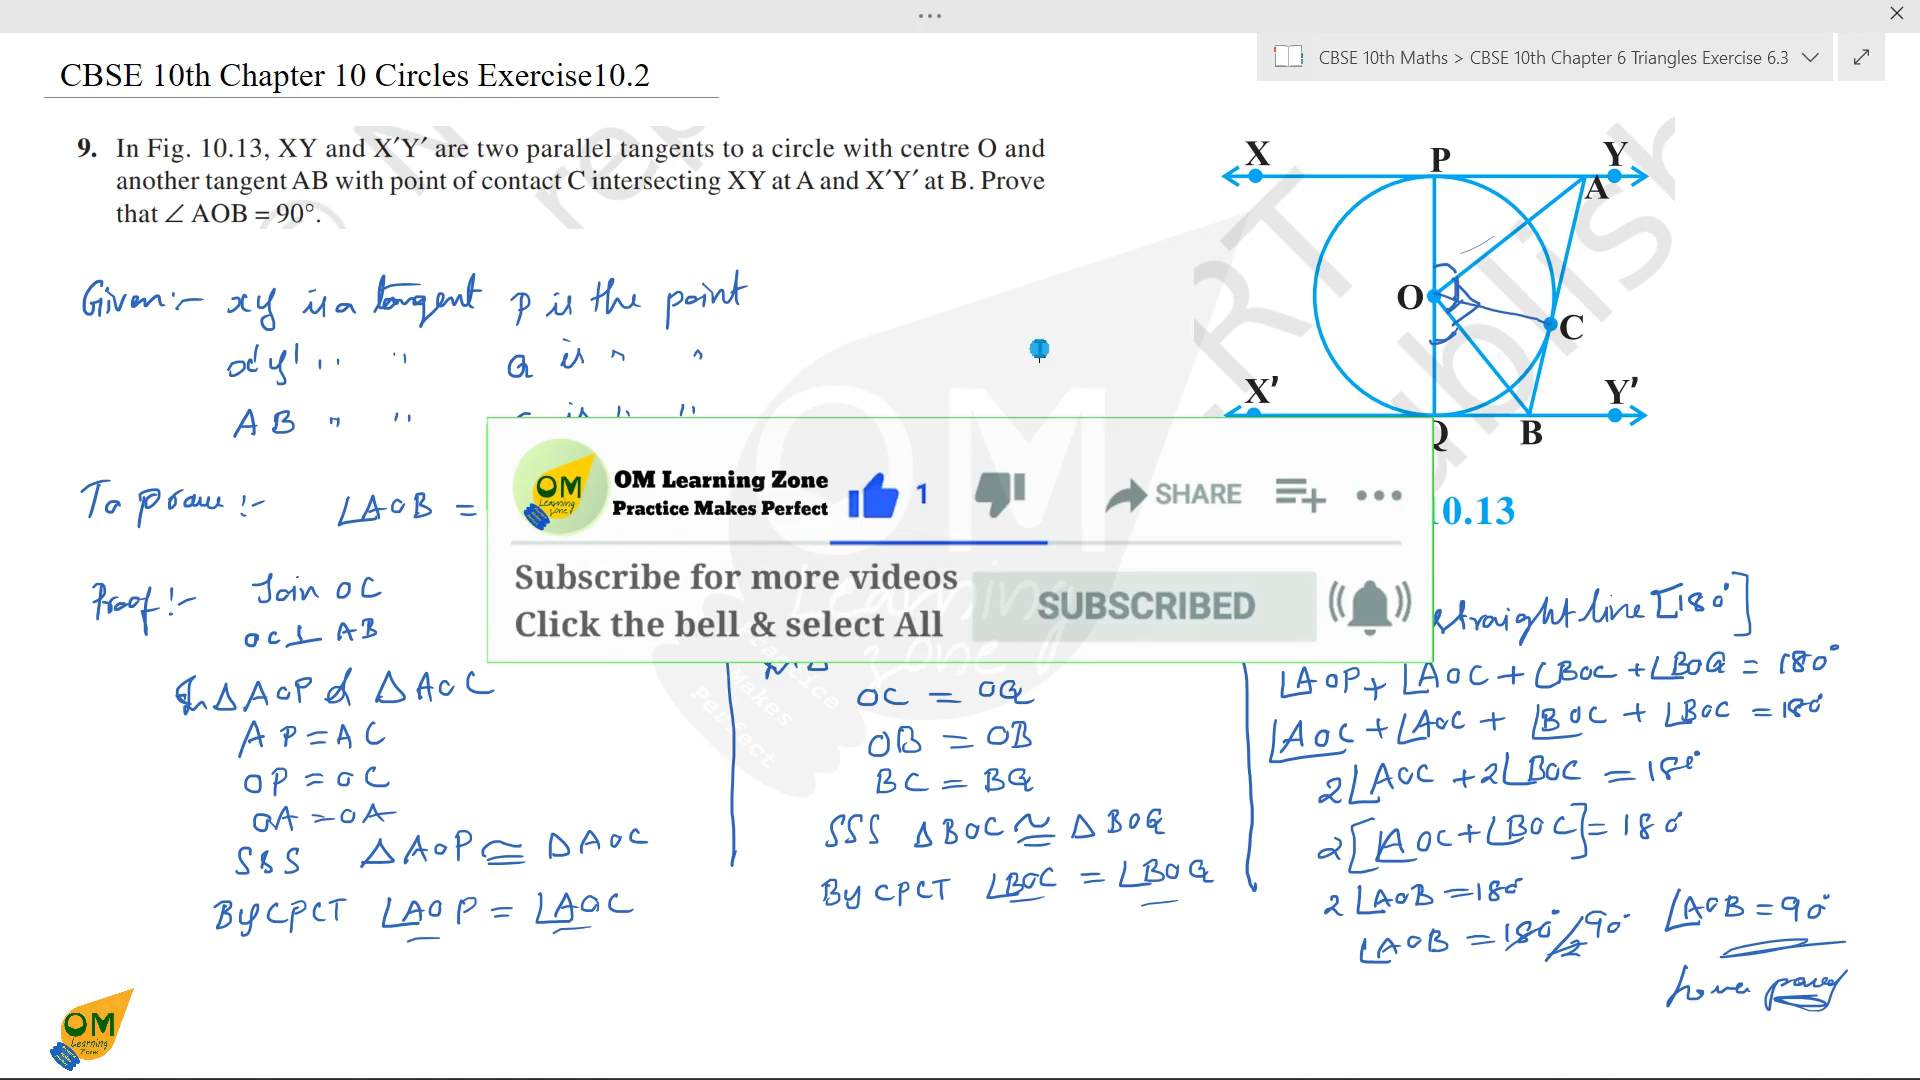 CBSE 10th Maths > CBSE 10th Chapter 6 Triangles Exercise 6.3
CBSE 10th Chapter 10 Circles Exercise10.2
9. In Fig. 10.13, XY and X′Y′ are two parallel tangents to a circle with centre O and
another tangent AB with point of contact C intersecting XY at A and X′Y′ at B. Prove
that ∠ AOB = 90°.
X P Y
A
O
C
X' Y'
Q B
10.13
Given:- xy is a tangent P is the point
x'y' " " Q is " "
AB " " is " "
To prove :- ∠AOB =
Proof :- Join OC
OC ⊥ AB
In ΔAOP & ΔAOC
AP = AC
OP = OC
OA = OA
SSS ΔAOP ≅ ΔAOC
By CPCT ∠AOP = ∠AOC
OC = OQ
OB = OB
BC = BQ
SSS ΔBOC ≅ ΔBOQ
By CPCT ∠BOC = ∠BOQ
straight line [180°]
∠AOP + ∠AOC + ∠BOC + ∠BOQ = 180°
∠AOC + ∠AOC + ∠BOC + ∠BOC = 180
2∠AOC + 2∠BOC = 180°
2[∠AOC + ∠BOC] = 180
2∠AOB = 180
∠AOB = 180°/2 90°
∠AOB = 90°
OM Learning Zone
Practice Makes Perfect
1
SHARE
Subscribe for more videos
Click the bell & select All
SUBSCRIBED
OM
Learning
Zone